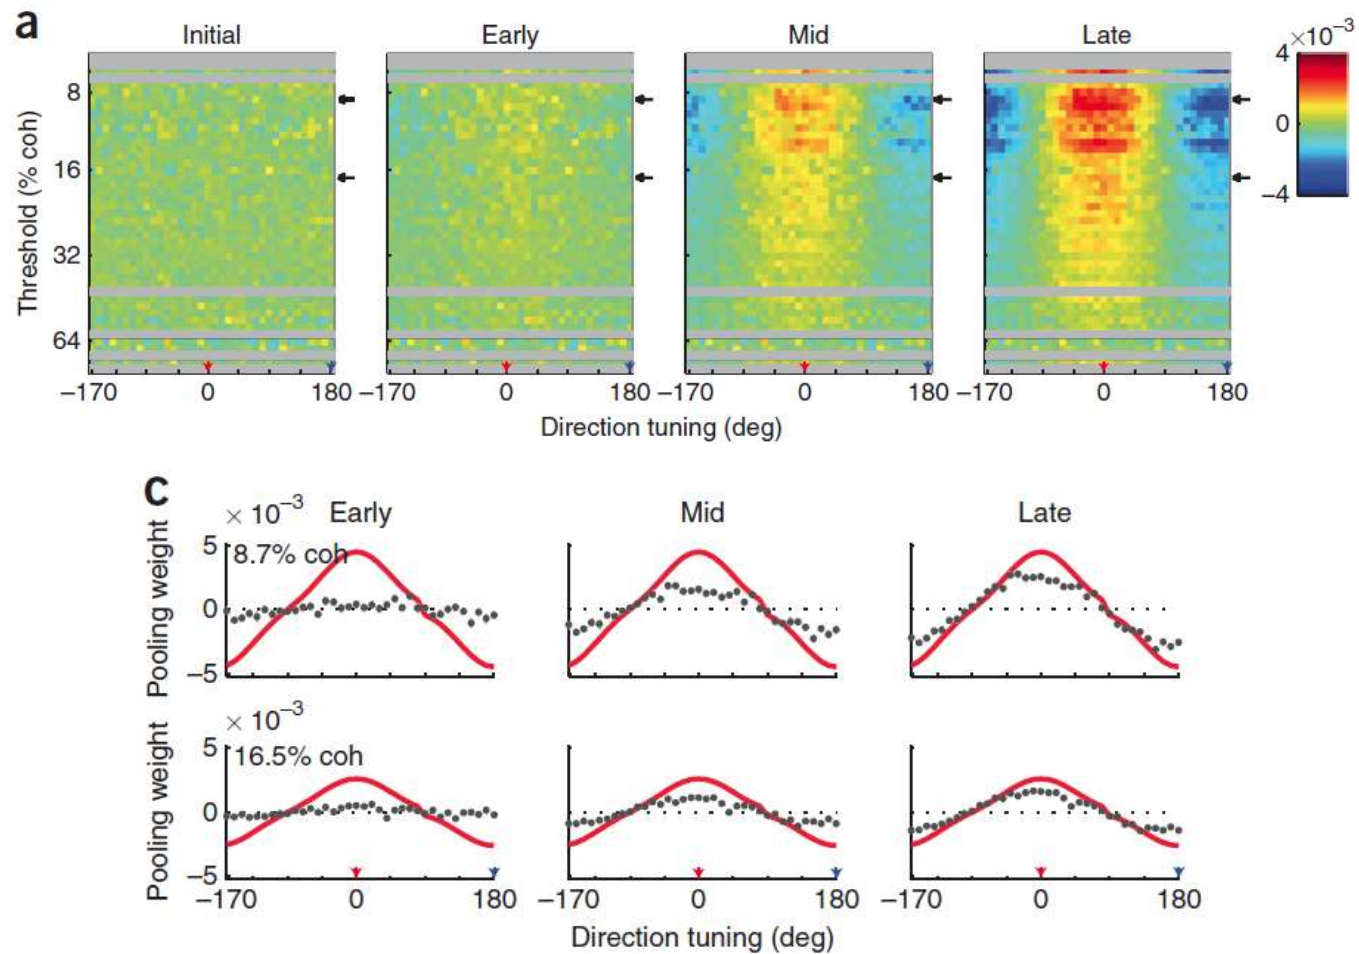 a
Initial Early Mid Late
×10⁻³
4
0
−4
Threshold (% coh)
8
16
32
64
−170 0 180 −170 0 180 −170 0 180 −170 0 180
Direction tuning (deg)
c
Early Mid Late
Pooling weight
× 10⁻³
8.7% coh
5
0
−5
Pooling weight
× 10⁻³
16.5% coh
5
0
−5
−170 0 180 −170 0 180 −170 0 180
Direction tuning (deg)